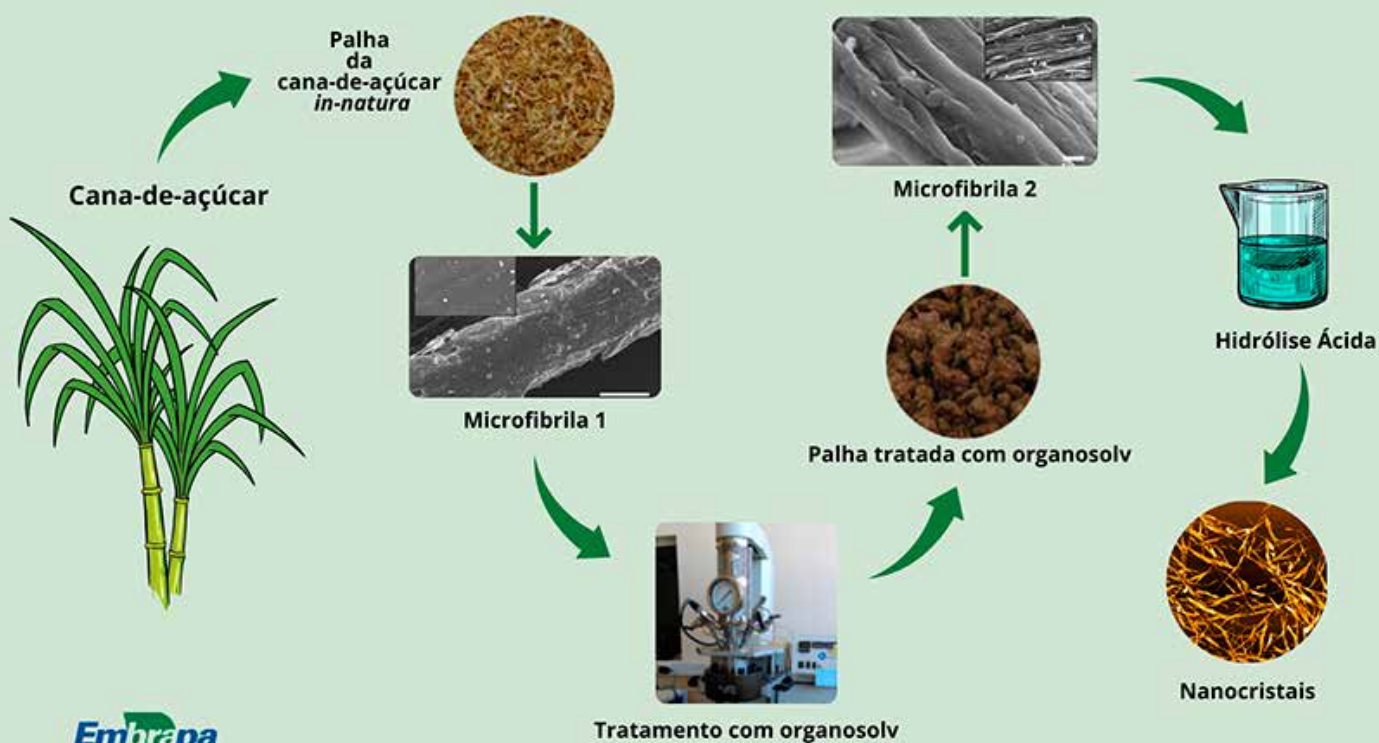 Cana-de-açúcar
Palha
da
cana-de-açúcar
in-natura
Microfibrila 1
Tratamento com organosolv
Palha tratada com organosolv
Microfibrila 2
Hidrólise Ácida
Nanocristais
Embrapa